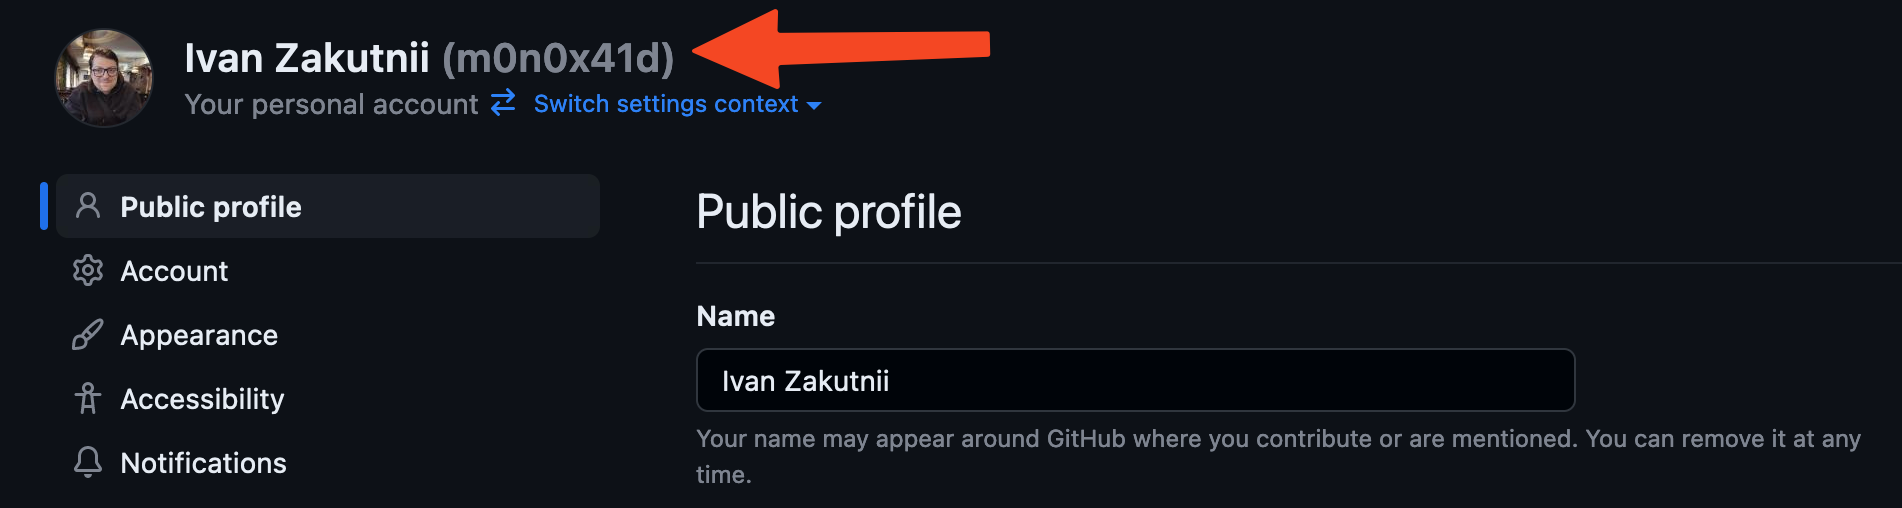 Ivan Zakutnii (m0n0x41d)
Your personal account Switch settings context
Public profile
Account
Appearance
Accessibility
Notifications
Public profile
Name
Ivan Zakutnii
Your name may appear around GitHub where you contribute or are mentioned. You can remove it at any
time.